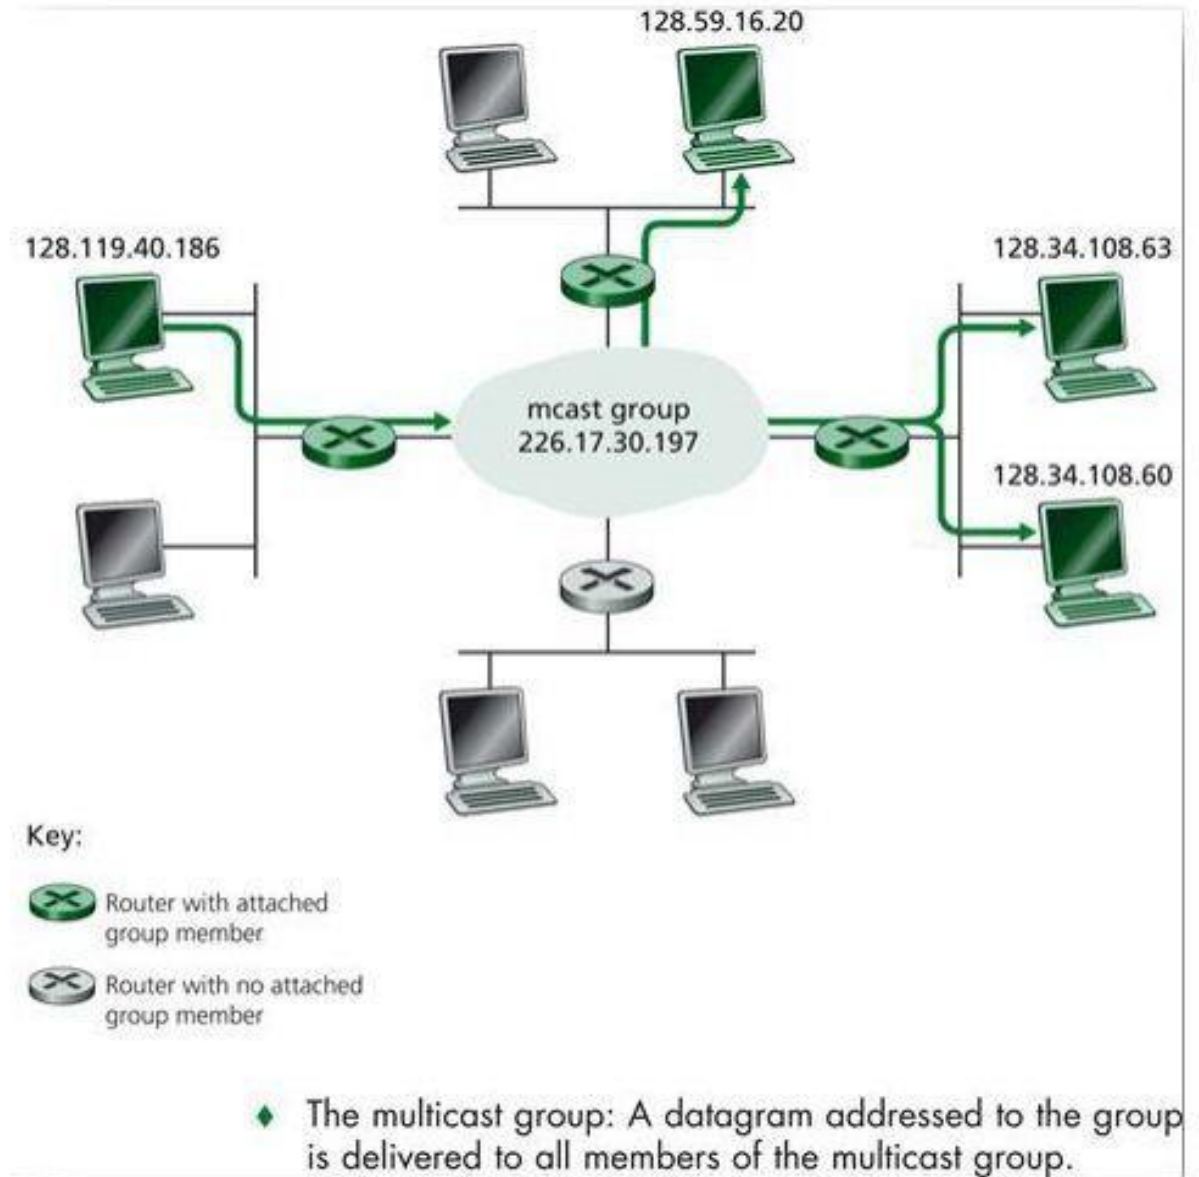 128.59.16.20
128.119.40.186
128.34.108.63
mcast group
226.17.30.197
128.34.108.60
Key:
Router with attached
group member
Router with no attached
group member
The multicast group: A datagram addressed to the group
is delivered to all members of the multicast group.